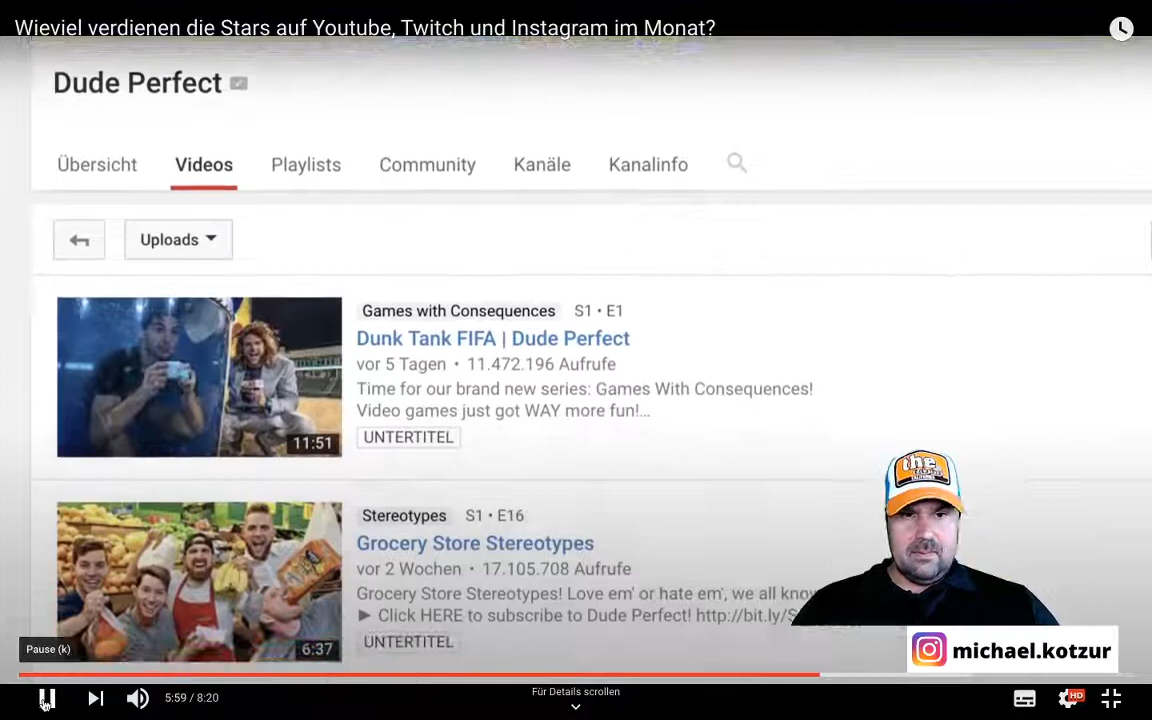 Wieviel verdienen die Stars auf Youtube, Twitch und Instagram im Monat?
Dude Perfect
Übersicht Videos Playlists Community Kanäle Kanalinfo
Uploads
Games with Consequences S1 • E1
Dunk Tank FIFA | Dude Perfect
vor 5 Tagen • 11.472.196 Aufrufe
Time for our brand new series: Games With Consequences!
Video games just got WAY more fun!...
UNTERTITEL
11:51
Stereotypes S1 • E16
Grocery Store Stereotypes
vor 2 Wochen • 17.105.708 Aufrufe
Grocery Store Stereotypes! Love em' or hate em', we all know
► Click HERE to subscribe to Dude Perfect! http://bit.ly/S
UNTERTITEL
6:37
the
michael.kotzur
Pause (k)
5:59 / 8:20
Für Details scrollen
HD